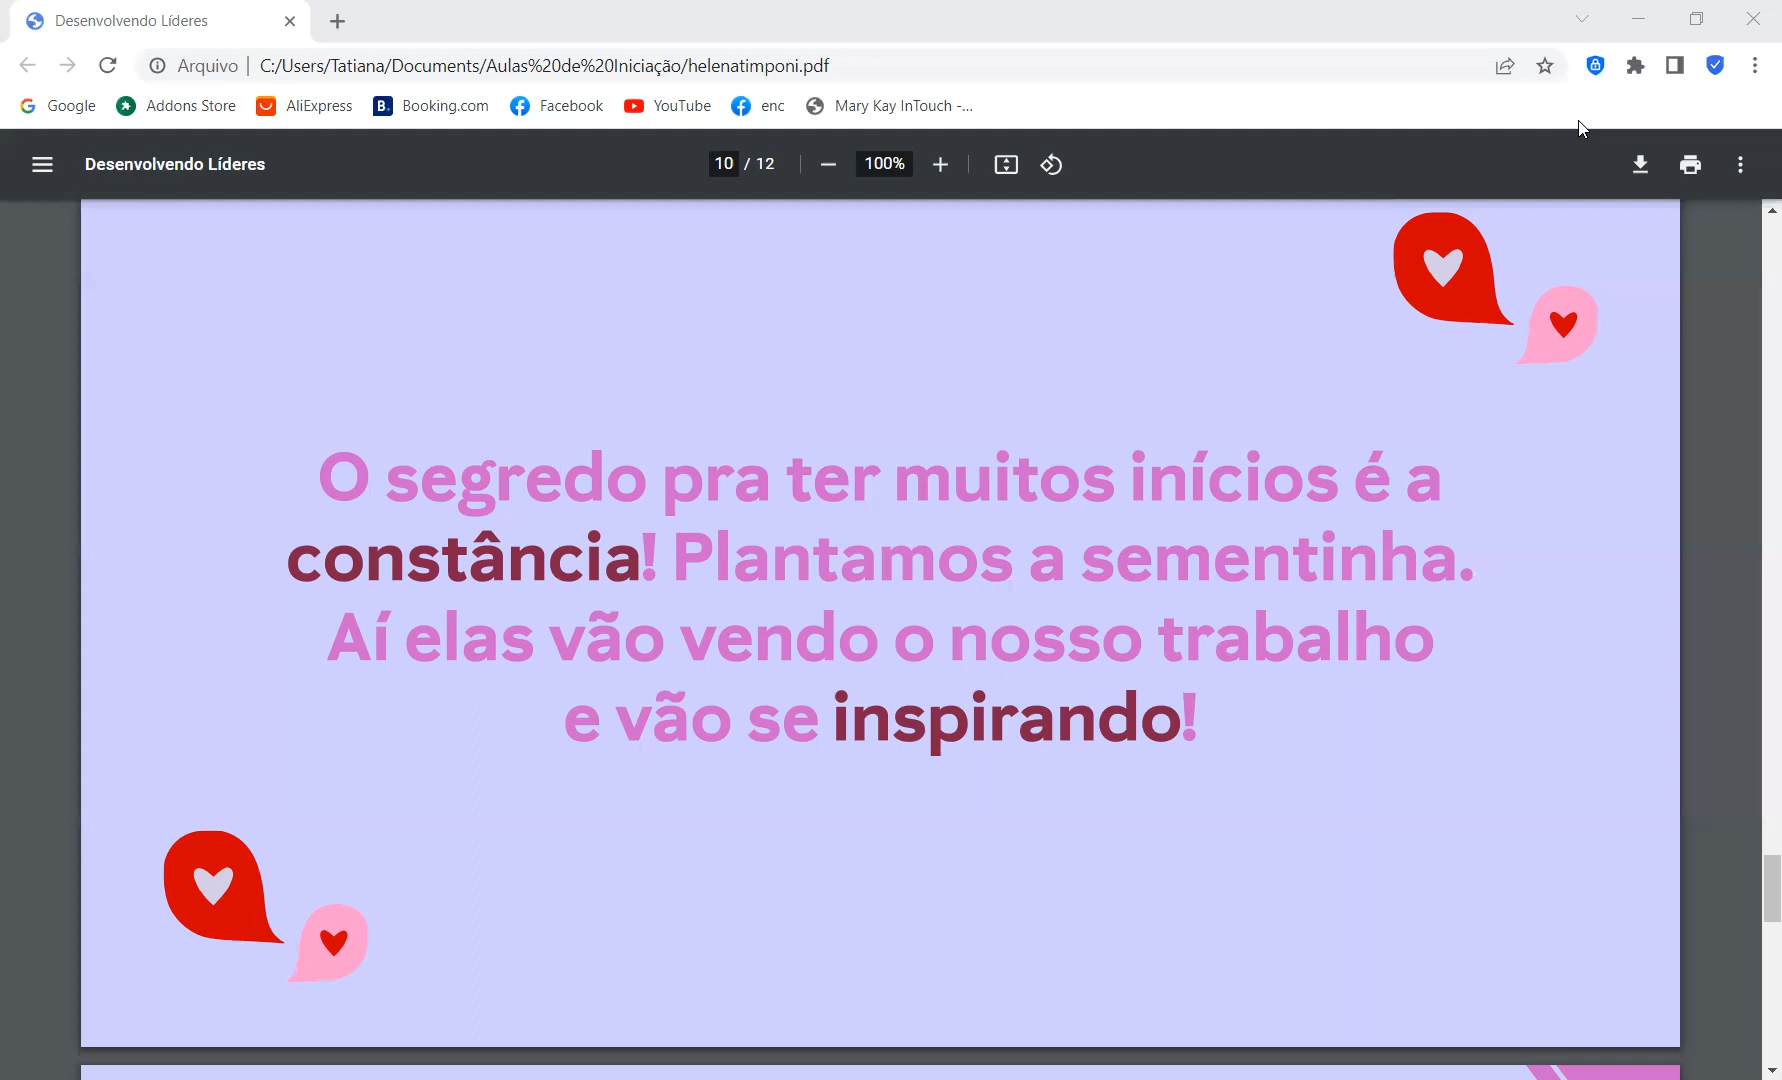 Desenvolvendo Líderes
Arquivo | C:/Users/Tatiana/Documents/Aulas%20de%20Iniciação/helenatimponi.pdf
Google Addons Store AliExpress B. Booking.com Facebook YouTube enc Mary Kay InTouch -...
Desenvolvendo Líderes 10 / 12 100%
O segredo pra ter muitos inícios é a
constância! Plantamos a sementinha.
Aí elas vão vendo o nosso trabalho
e vão se inspirando!